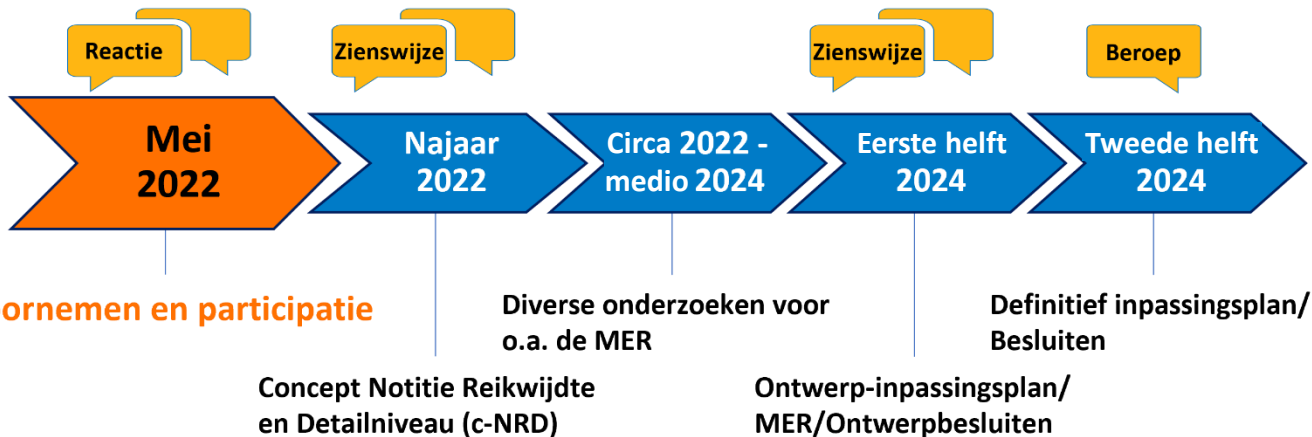 Reactie
Zienswijze
Zienswijze
Beroep
Mei
2022
Najaar
2022
Circa 2022 -
medio 2024
Eerste helft
2024
Tweede helft
2024
ornemen en participatie
Concept Notitie Reikwijdte
en Detailniveau (c-NRD)
Diverse onderzoeken voor
o.a. de MER
Ontwerp-inpassingsplan/
MER/Ontwerpbesluiten
Definitief inpassingsplan/
Besluiten